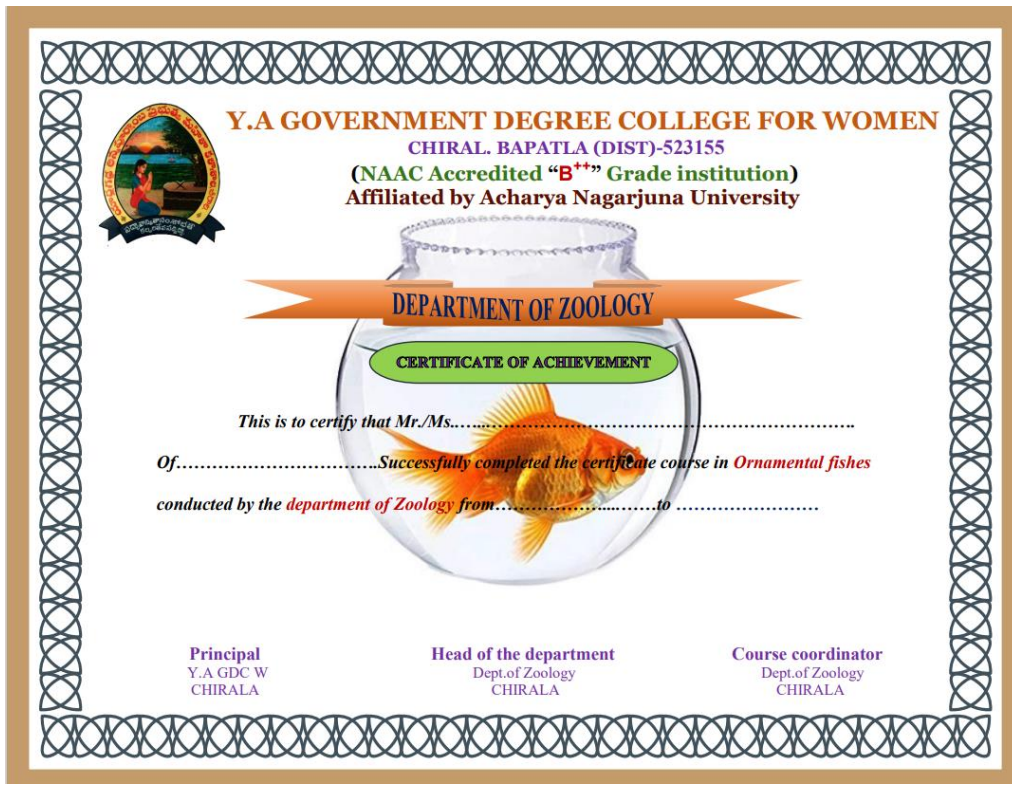 Y.A GOVERNMENT DEGREE COLLEGE FOR WOMEN
CHIRAL. BAPATLA (DIST)-523155
(NAAC Accredited “B++” Grade institution)
Affiliated by Acharya Nagarjuna University
DEPARTMENT OF ZOOLOGY
CERTIFICATE OF ACHIEVEMENT
This is to certify that Mr./Ms.…...……………………………………………………….
Of…………………………….Successfully completed the certificate course in Ornamental fishes
conducted by the department of Zoology from………………....…….to ……………………
Principal Head of the department Course coordinator
Y.A GDC W Dept.of Zoology Dept.of Zoology
CHIRALA CHIRALA CHIRALA